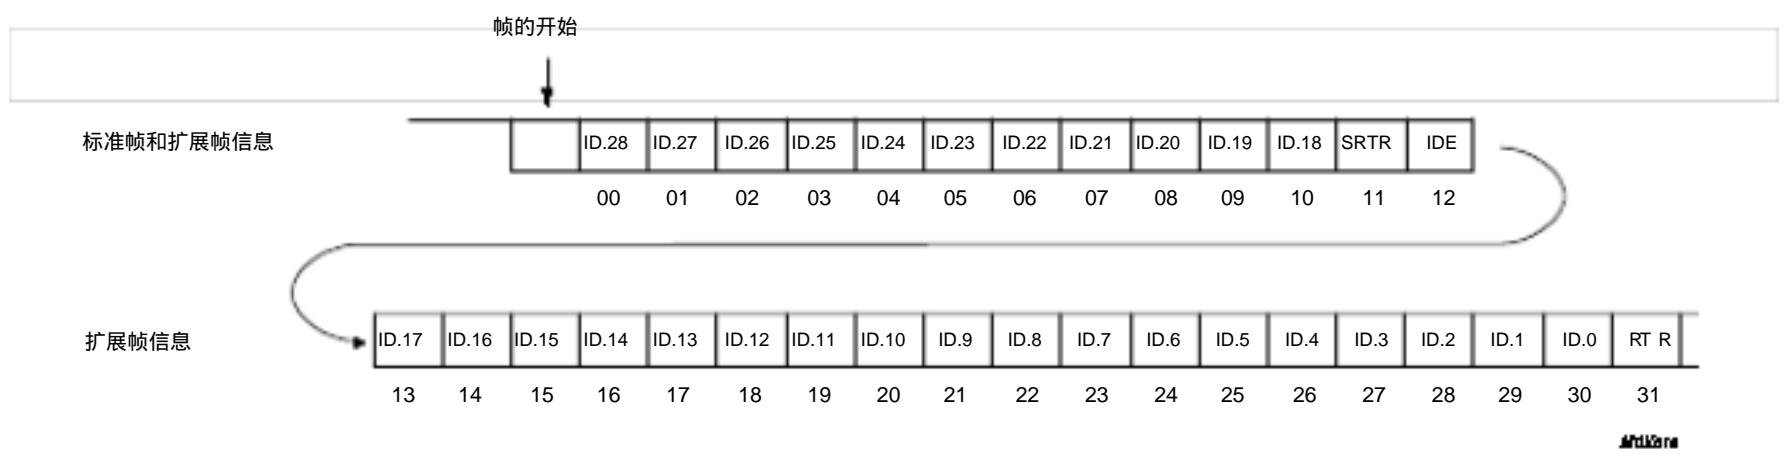 帧的开始
标准帧和扩展帧信息
ID.28 ID.27 ID.26 ID.25 ID.24 ID.23 ID.22 ID.21 ID.20 ID.19 ID.18 SRTR IDE
00 01 02 03 04 05 06 07 08 09 10 11 12
扩展帧信息
ID.17 ID.16 ID.15 ID.14 ID.13 ID.12 ID.11 ID.10 ID.9 ID.8 ID.7 ID.6 ID.5 ID.4 ID.3 ID.2 ID.1 ID.0 RT R
13 14 15 16 17 18 19 20 21 22 23 24 25 26 27 28 29 30 31